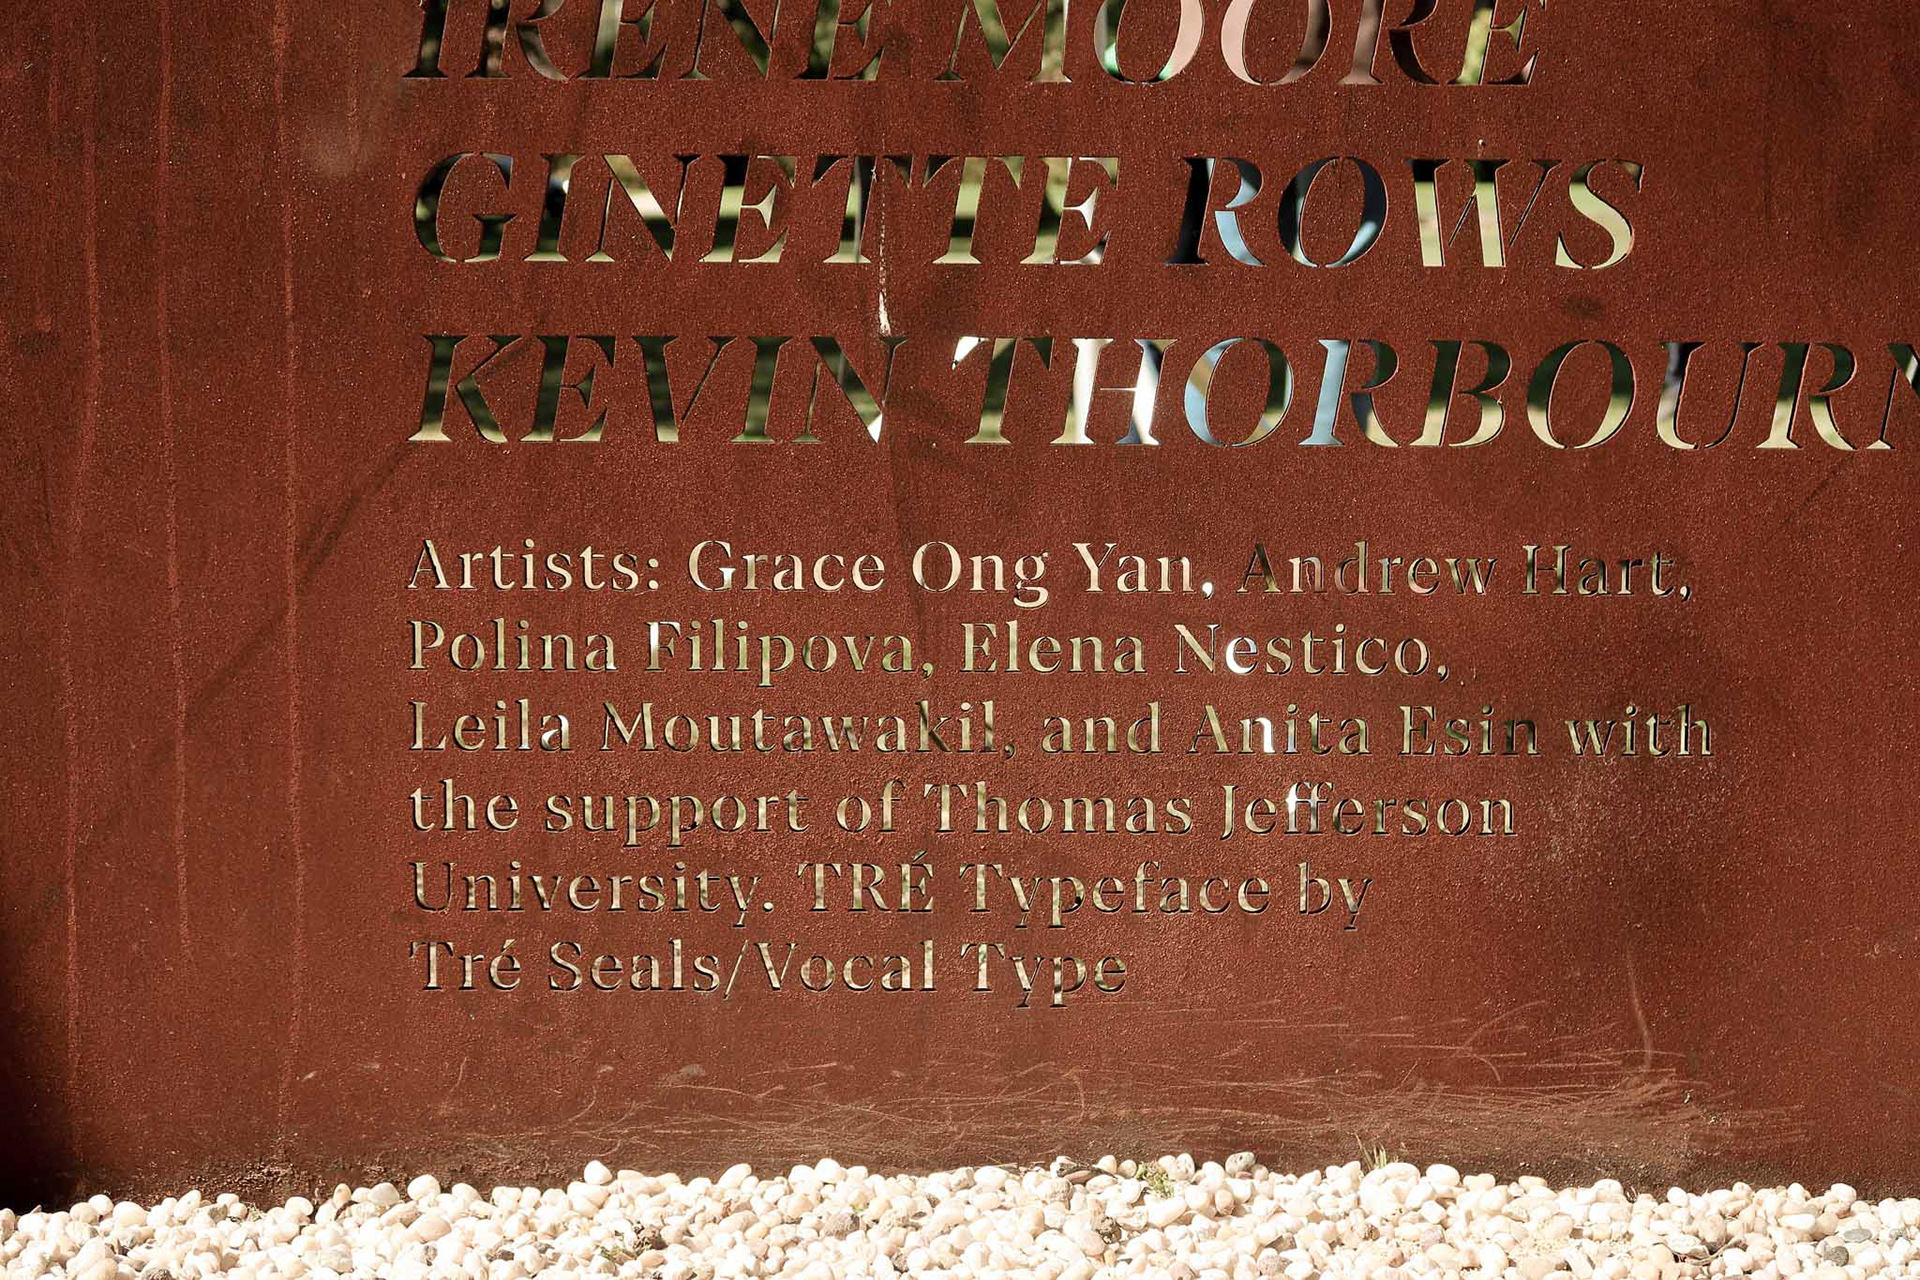 IRENE MOORE
GINETTE ROWS
KEVIN THORBOURN
Artists: Grace Ong Yan, Andrew Hart,
Polina Filipova, Elena Nestico,
Leila Moutawakil, and Anita Esin with
the support of Thomas Jefferson
University. TRÉ Typeface by
Tré Seals/Vocal Type